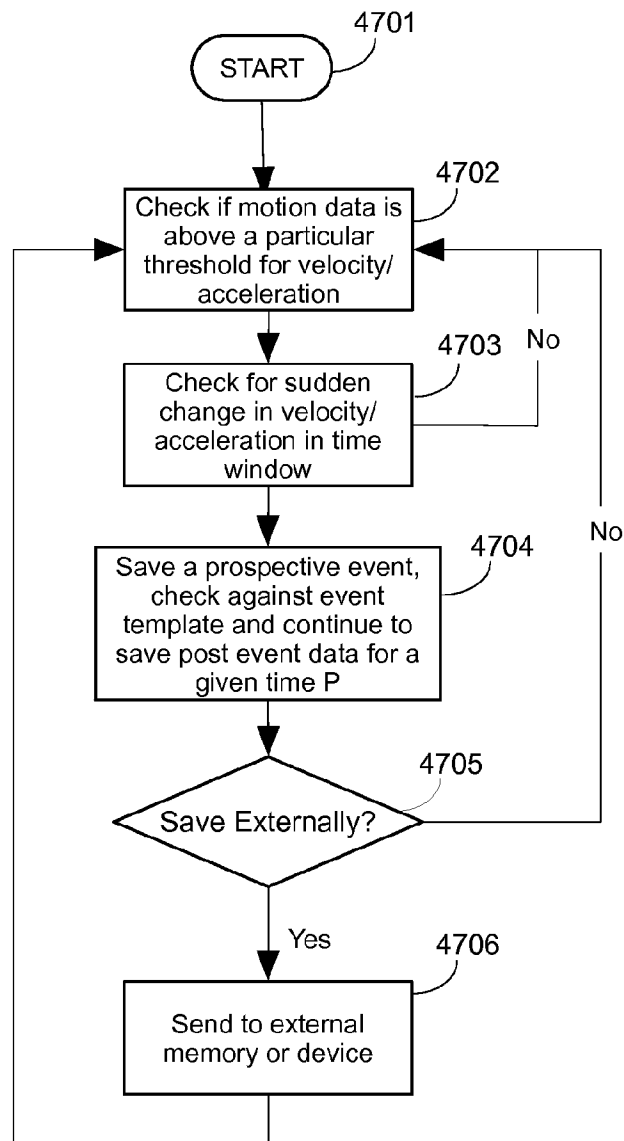 4701
START
4702
Check if motion data is
above a particular
threshold for velocity/
acceleration
4703
No
Check for sudden
change in velocity/
acceleration in time
window
No
4704
Save a prospective event,
check against event
template and continue to
save post event data for a
given time P
4705
Save Externally?
Yes
4706
Send to external
memory or device